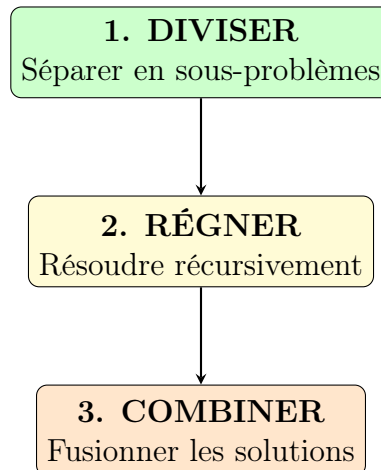 1. DIVISER
Séparer en sous-problèmes
2. RÉGNER
Résoudre récursivement
3. COMBINER
Fusionner les solutions